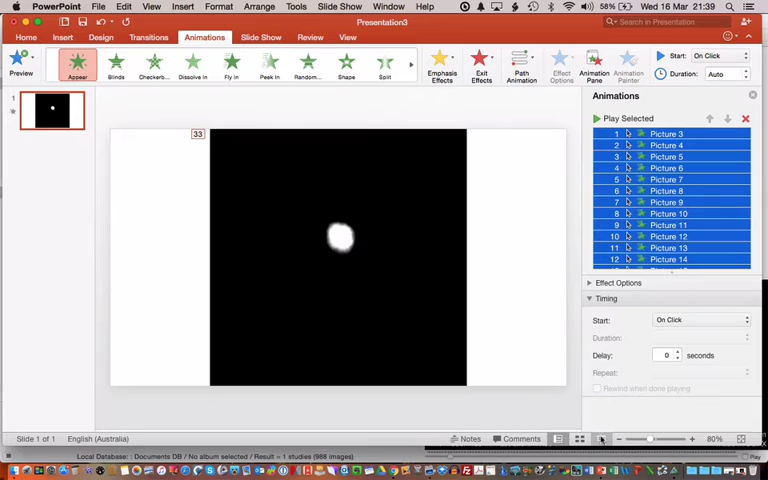 PowerPoint File Edit View Insert Format Arrange Tools Slide Show Window Help 58% Wed 16 Mar 21:39
Presentation3
Search in Presentation
Home Insert Design Transitions Animations Slide Show Review View
Preview Appear Blinds Checkerb... Dissolve In Fly In Peek In Random... Shape Split Emphasis Effects Exit Effects Path Animation Effect Options Animation Pane Animation Painter
Start: On Click
Duration: Auto
Animations
Play Selected
1
33
1 Picture 3
2 Picture 4
3 Picture 5
4 Picture 6
5 Picture 7
6 Picture 8
7 Picture 9
8 Picture 10
9 Picture 11
10 Picture 12
11 Picture 13
12 Picture 14
Effect Options
Timing
Start: On Click
Duration:
Delay: 0 seconds
Repeat:
Rewind when done playing
Slide 1 of 1 English (Australia) Notes Comments 80%
Local Database: : Documents DB / No album selected / Result = 1 studies (988 images)
Play